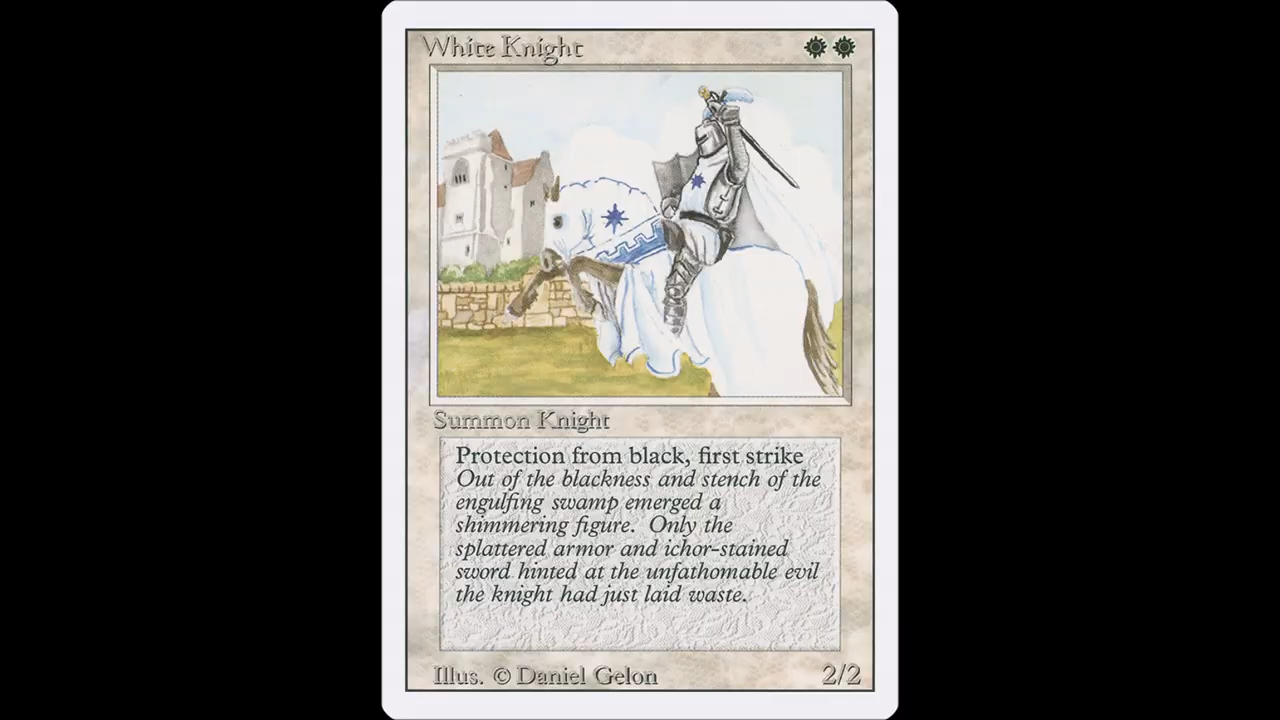 White Knight
Summon Knight
Protection from black, first strike
Out of the blackness and stench of the
engulfing swamp emerged a
shimmering figure. Only the
splattered armor and ichor-stained
sword hinted at the unfathomable evil
the knight had just laid waste.
Illus. © Daniel Gelon
2/2